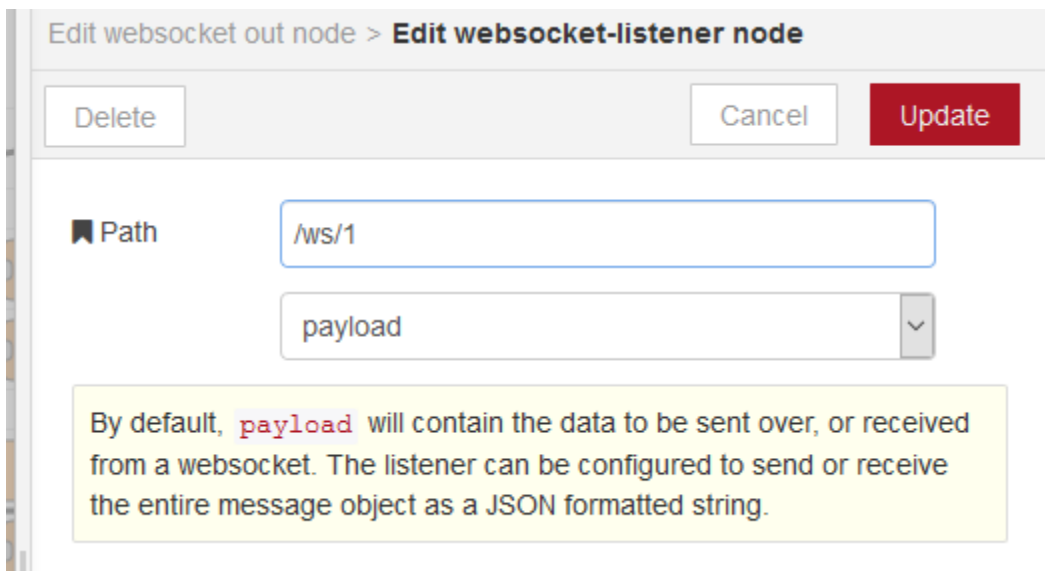 Edit websocket out node > Edit websocket-listener node
Delete
Cancel
Update
Path
/ws/1
payload
By default, payload will contain the data to be sent over, or received
from a websocket. The listener can be configured to send or receive
the entire message object as a JSON formatted string.